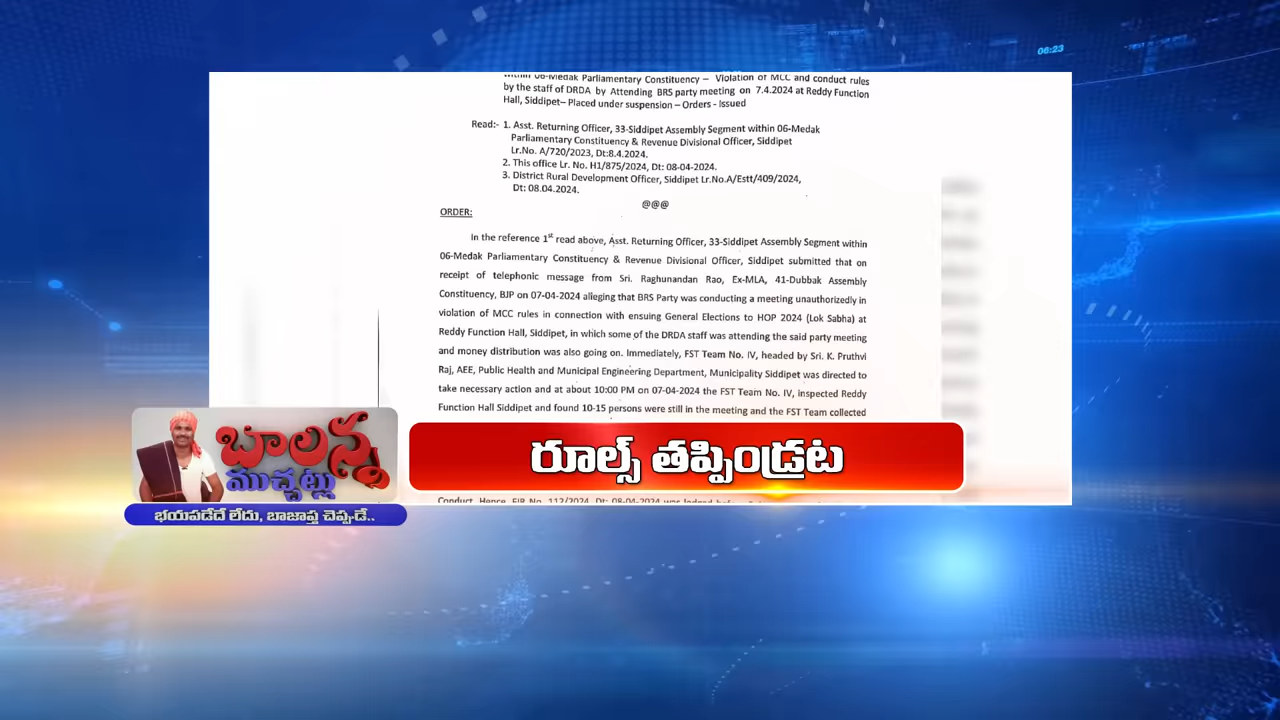 06:23
within 06-Medak Parliamentary Constituency – Violation of MCC and conduct rules
by the staff of DRDA by Attending BRS party meeting on 7.4.2024 at Reddy Function
Hall, Siddipet– Placed under suspension – Orders - Issued
Read:- 1. Asst. Returning Officer, 33-Siddipet Assembly Segment within 06-Medak
Parliamentary Constituency & Revenue Divisional Officer, Siddipet
Lr.No. A/720/2023, Dt:8.4.2024.
2. This office Lr. No. H1/875/2024, Dt: 08-04-2024.
3. District Rural Development Officer, Siddipet Lr.No.A/Estt/409/2024,
Dt: 08.04.2024.
@@@
ORDER:
In the reference 1st read above, Asst. Returning Officer, 33-Siddipet Assembly Segment within
06-Medak Parliamentary Constituency & Revenue Divisional Officer, Siddipet submitted that on
receipt of telephonic message from Sri. Raghunandan Rao, Ex-MLA, 41-Dubbak Assembly
Constituency, BJP on 07-04-2024 alleging that BRS Party was conducting a meeting unauthorizedly in
violation of MCC rules in connection with ensuing General Elections to HOP 2024 (Lok Sabha) at
Reddy Function Hall, Siddipet, in which some of the DRDA staff was attending the said party meeting
and money distribution was also going on. Immediately, FST Team No. IV, headed by Sri. K. Pruthvi
Raj, AEE, Public Health and Municipal Engineering Department, Municipality Siddipet was directed to
take necessary action and at about 10:00 PM on 07-04-2024 the FST Team No. IV, inspected Reddy
Function Hall Siddipet and found 10-15 persons were still in the meeting and the FST Team collected
బాలన్న
ముచ్చట్లు
భయపడేదే లేదు, బాజాప్త చెప్పుడే..
రూల్స్ తప్పిండ్రట
Conduct. Hence, FIR No. 112/2024, Dt: 08-04-2024 was lodged